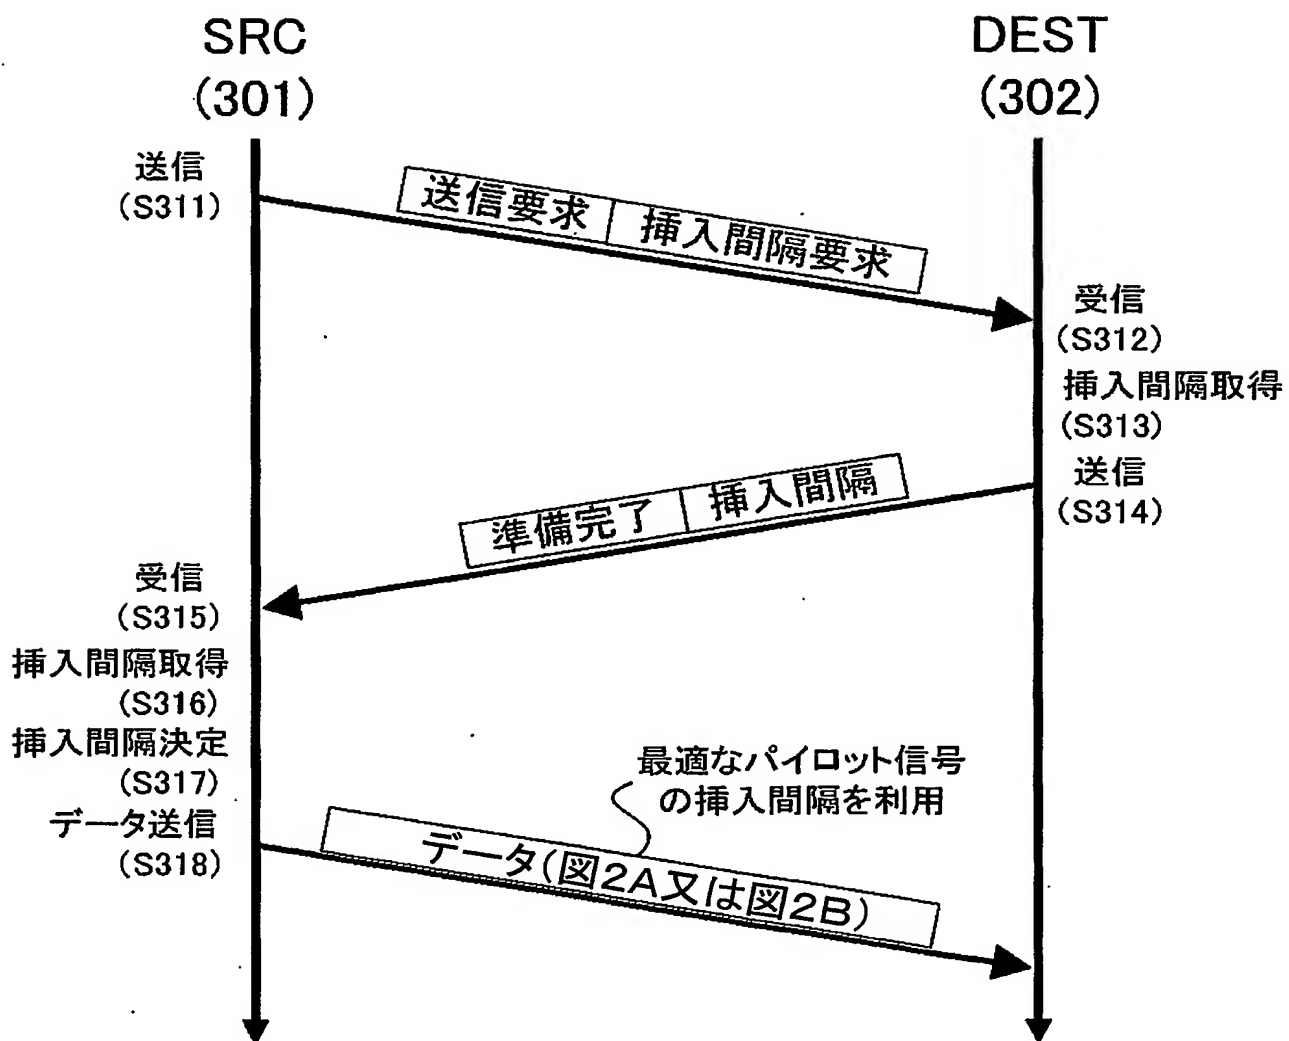 SRC
(301)
DEST
(302)
送信
(S311)
送信要求
挿入間隔要求
受信
(S312)
挿入間隔取得
(S313)
送信
(S314)
準備完了
挿入間隔
受信
(S315)
挿入間隔取得
(S316)
挿入間隔決定
(S317)
データ送信
(S318)
最適なパイロット信号
の挿入間隔を利用
データ(図2A又は図2B)